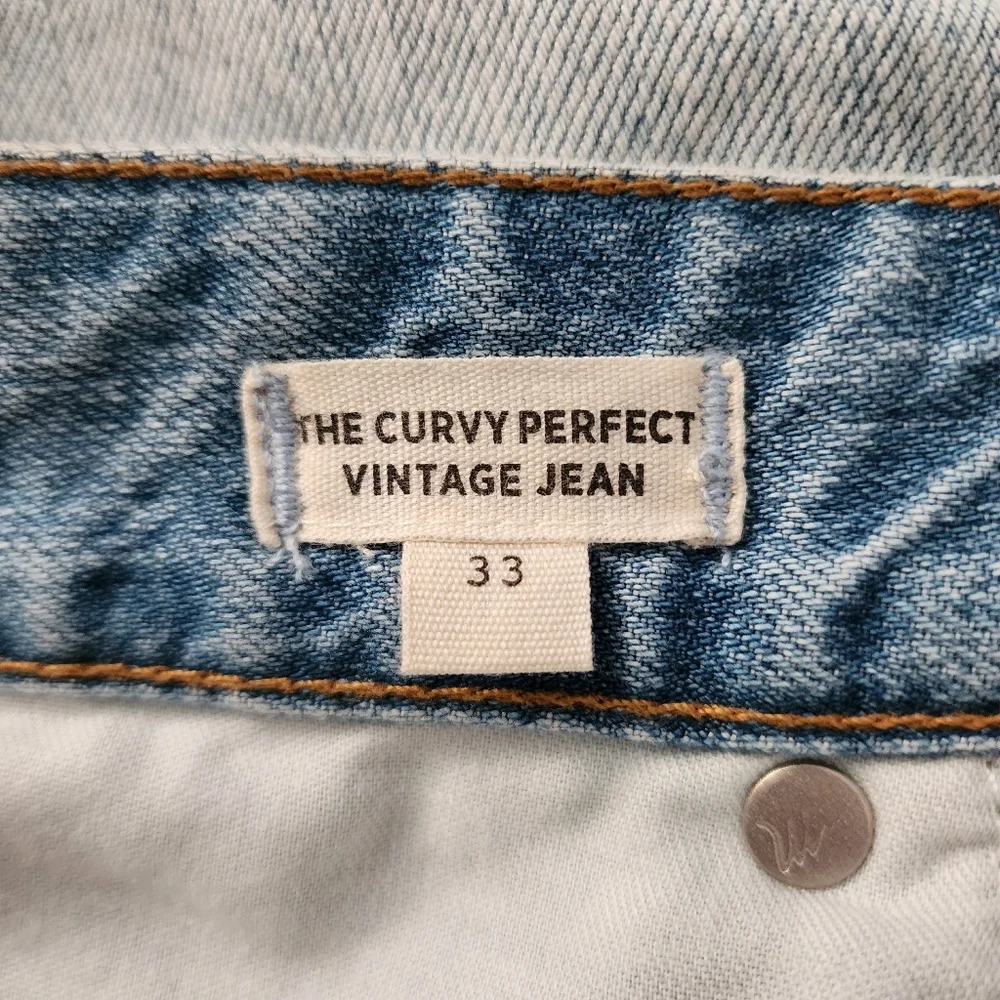 THE CURVY PERFECT
VINTAGE JEAN
33